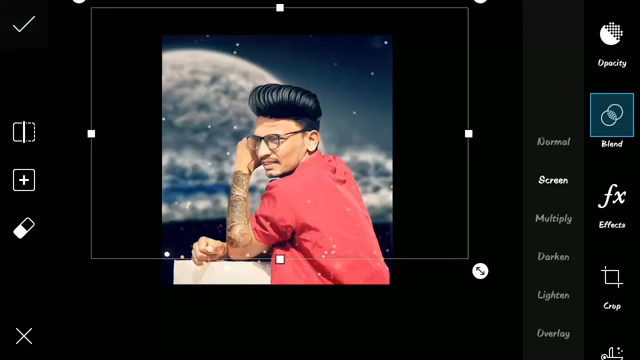 Opacity
Blend
Normal
Screen
Multiply
fx
Effects
Darken
Lighten
Crop
Overlay